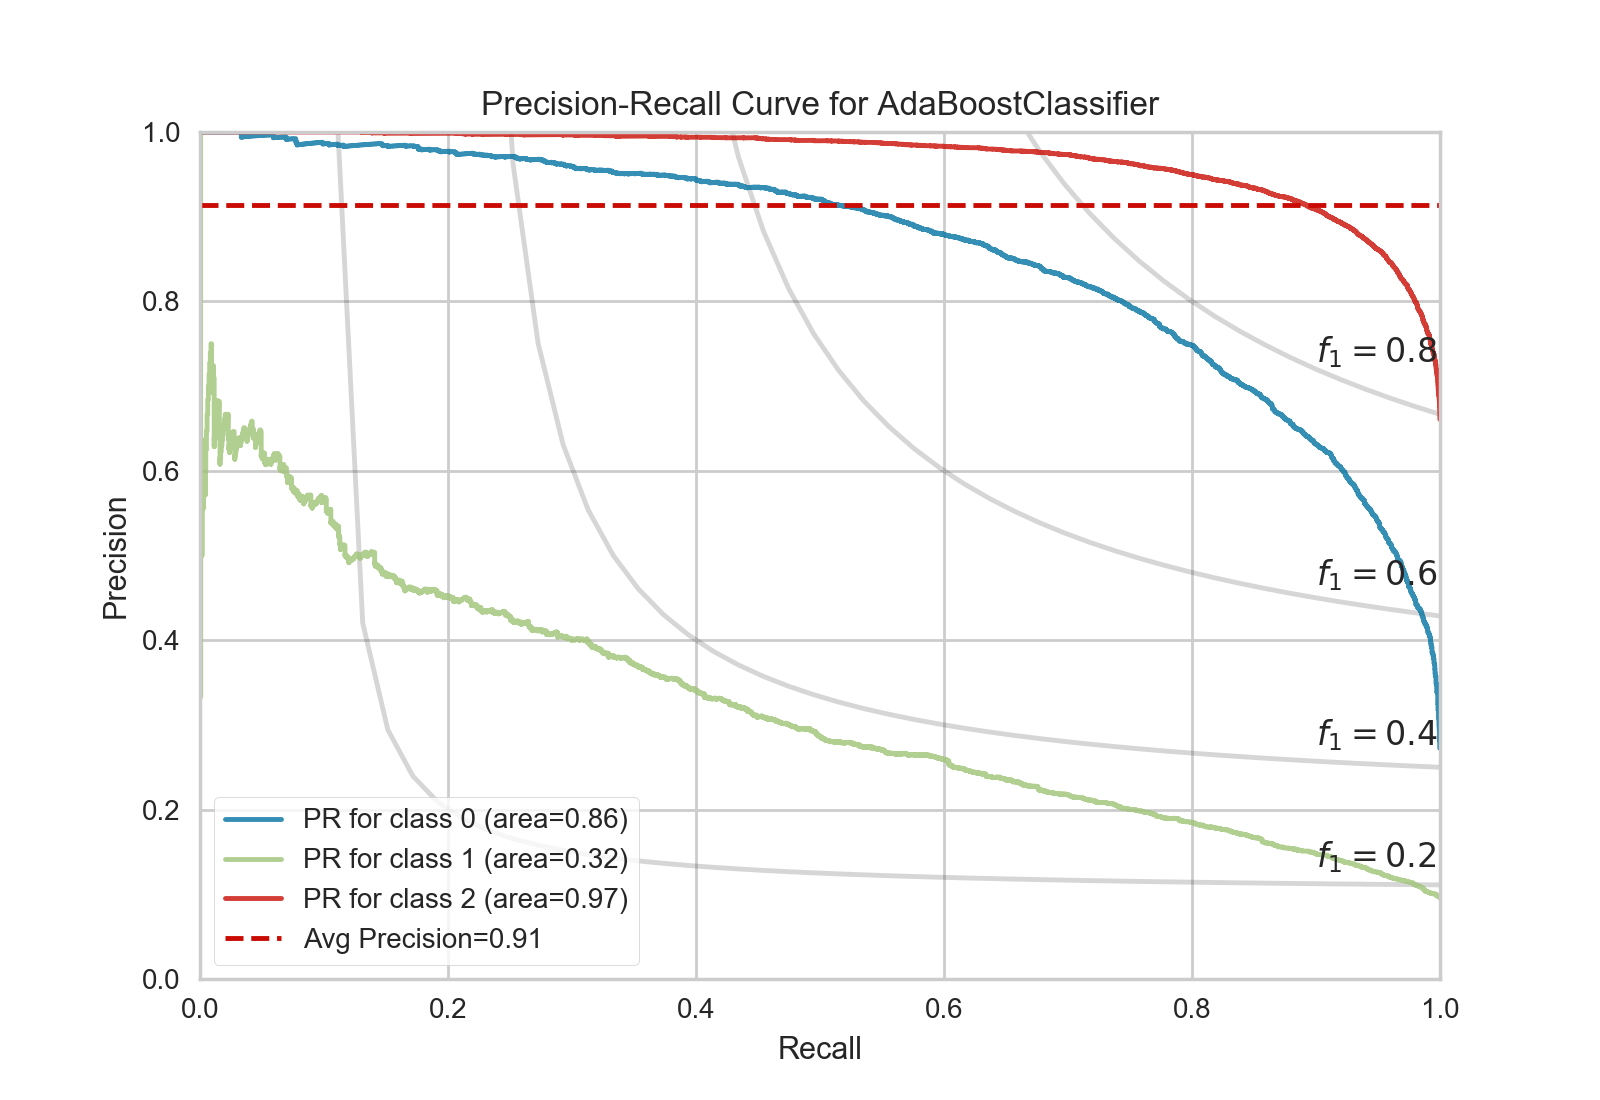 Precision-Recall Curve for AdaBoostClassifier
1.0
0.8
0.6
0.4
0.2
0.0
Precision
f₁ = 0.8
f₁ = 0.6
f₁ = 0.4
f₁ = 0.2
PR for class 0 (area=0.86)
PR for class 1 (area=0.32)
PR for class 2 (area=0.97)
Avg Precision=0.91
0.0 0.2 0.4 0.6 0.8 1.0
Recall